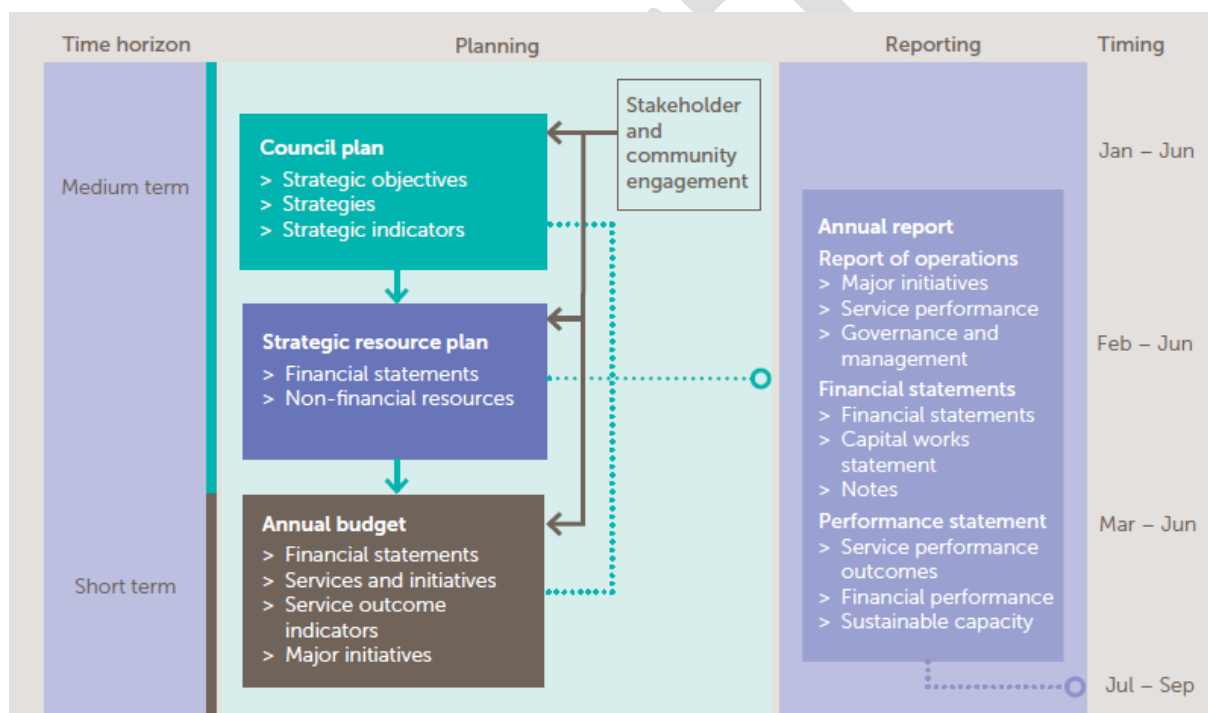 Time horizon
Planning
Reporting
Timing
Medium term
Short term
Council plan
> Strategic objectives
> Strategies
> Strategic indicators
Stakeholder
and
community
engagement
Strategic resource plan
> Financial statements
> Non-financial resources
Annual budget
> Financial statements
> Services and initiatives
> Service outcome
indicators
> Major initiatives
Annual report
Report of operations
> Major initiatives
> Service performance
> Governance and
management
Financial statements
> Financial statements
> Capital works
statement
> Notes
Performance statement
> Service performance
outcomes
> Financial performance
> Sustainable capacity
Jan – Jun
Feb – Jun
Mar – Jun
Jul – Sep